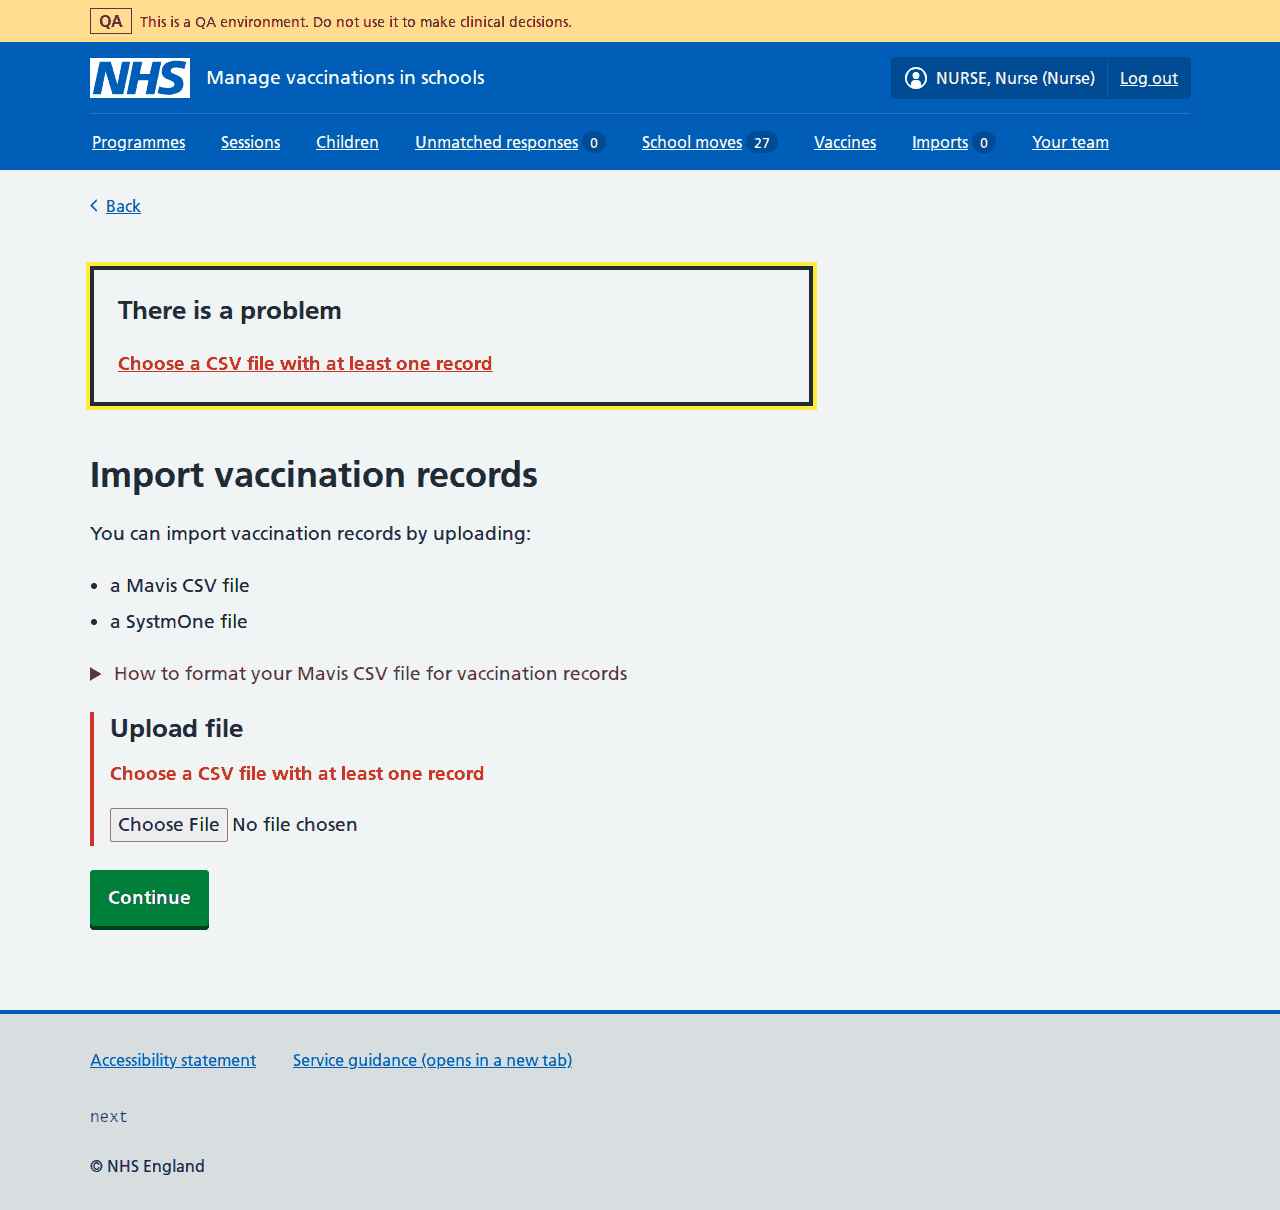 QA This is a QA environment. Do not use it to make clinical decisions.
NHS Manage vaccinations in schools NURSE, Nurse (Nurse) Log out
Programmes Sessions Children Unmatched responses 0 School moves 27 Vaccines Imports 0 Your team
Back
There is a problem
Choose a CSV file with at least one record
Import vaccination records
You can import vaccination records by uploading:
• a Mavis CSV file
• a SystmOne file
How to format your Mavis CSV file for vaccination records
Upload file
Choose a CSV file with at least one record
Choose File No file chosen
Continue
Accessibility statement Service guidance (opens in a new tab)
next
© NHS England